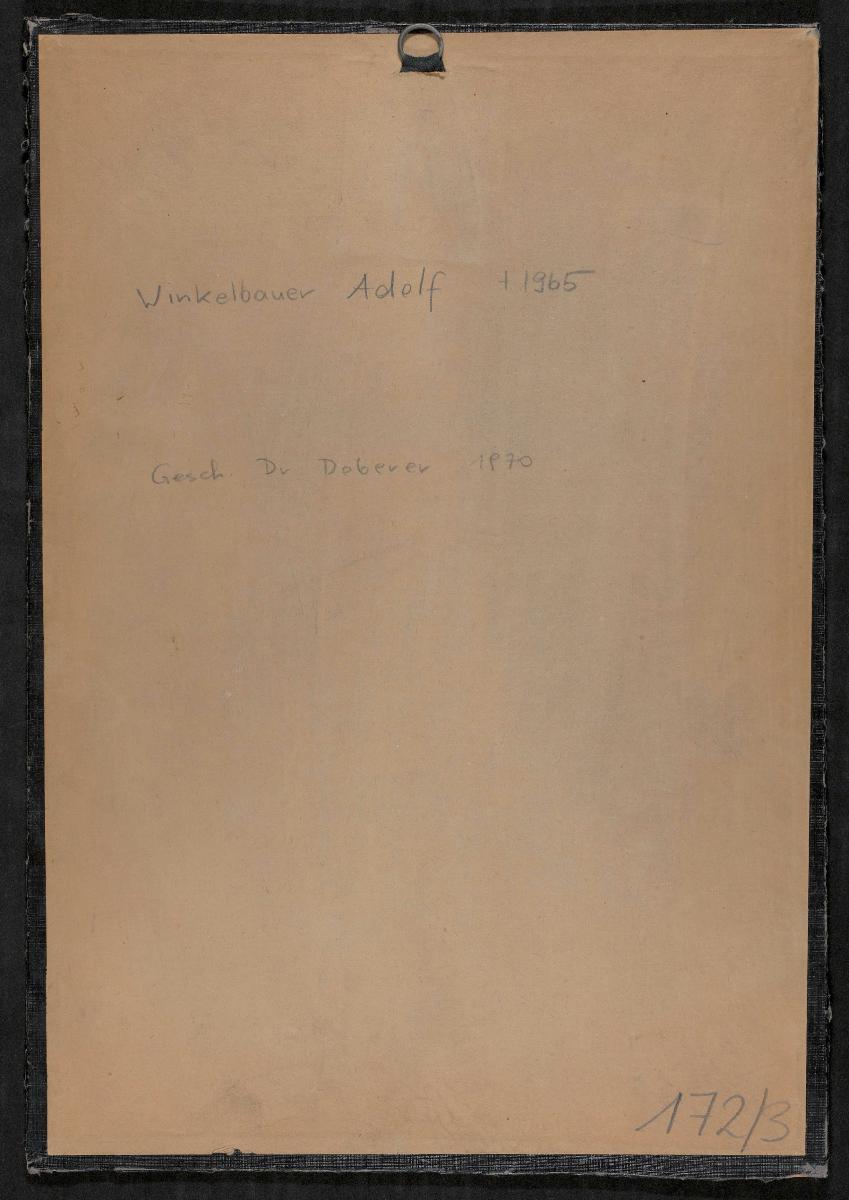 Winkelbauer Adolf †1965
Gesch. Dr Doberer 1970
172/3